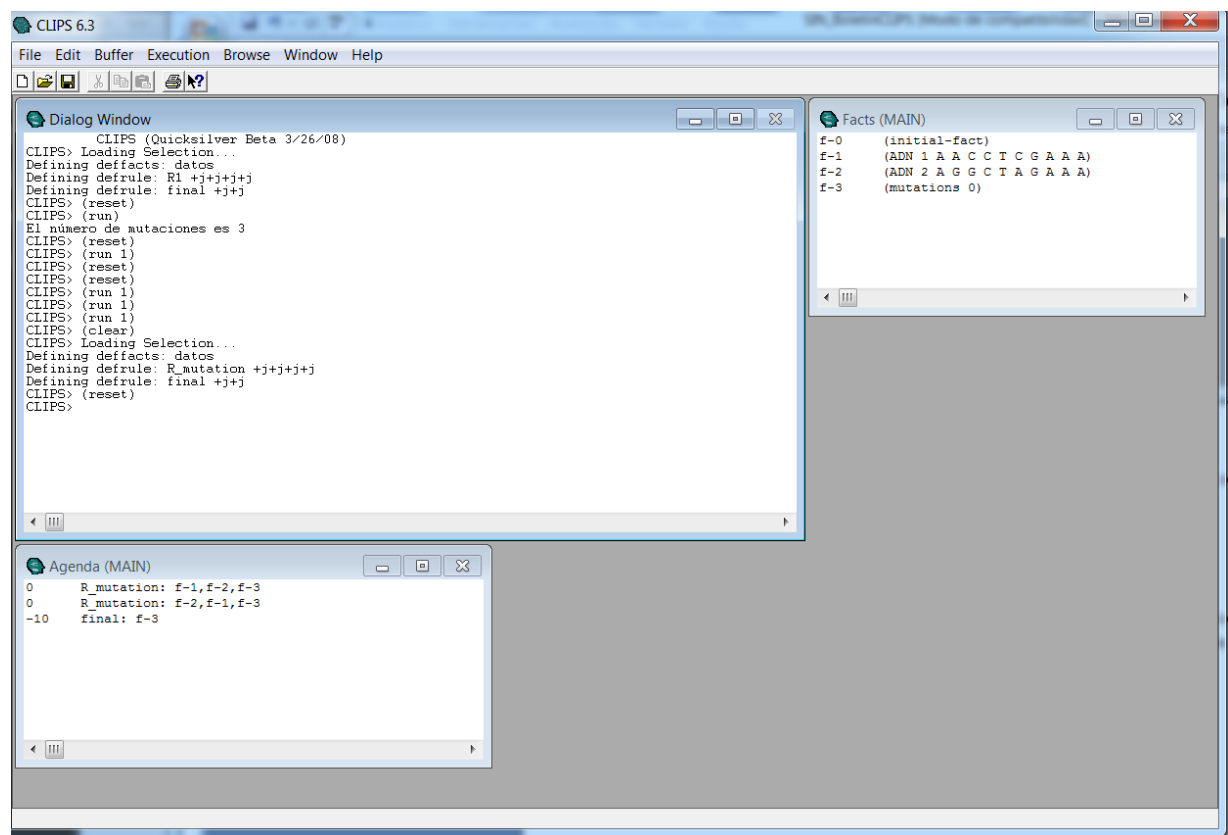 CLIPS 6.3
File Edit Buffer Execution Browse Window Help
Dialog Window
CLIPS (Quicksilver Beta 3/26/08)
CLIPS> Loading Selection...
Defining deffacts: datos
Defining defrule: R1 +j+j+j+j
Defining defrule: final +j+j
CLIPS> (reset)
CLIPS> (run)
El número de mutaciones es 3
CLIPS> (reset)
CLIPS> (run 1)
CLIPS> (reset)
CLIPS> (reset)
CLIPS> (run 1)
CLIPS> (run 1)
CLIPS> (run 1)
CLIPS> (clear)
CLIPS> Loading Selection...
Defining deffacts: datos
Defining defrule: R_mutation +j+j+j+j
Defining defrule: final +j+j
CLIPS> (reset)
CLIPS>
Facts (MAIN)
f-0 (initial-fact)
f-1 (ADN 1 A A C C T C G A A A)
f-2 (ADN 2 A G G C T A G A A A)
f-3 (mutations 0)
Agenda (MAIN)
0 R_mutation: f-1,f-2,f-3
0 R_mutation: f-2,f-1,f-3
-10 final: f-3